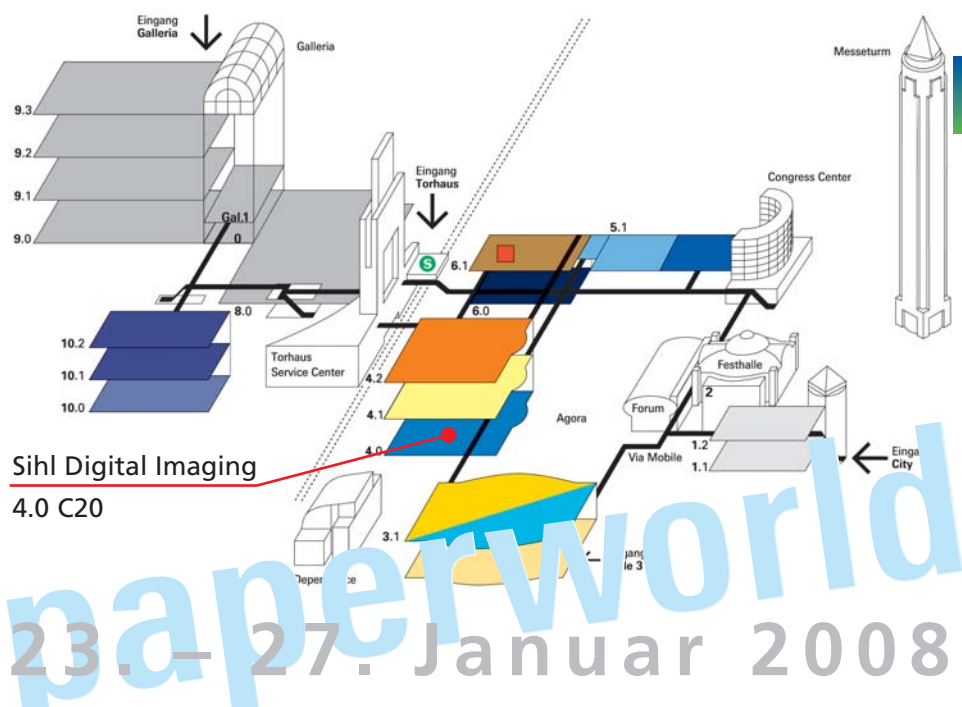 Eingang
Galleria
Galleria
Messeturm
9.3
9.2
9.1
9.0
Gal.1
0
Eingang
Torhaus
S
Congress Center
5.1
6.1
6.0
8.0
10.2
10.1
10.0
Torhaus
Service Center
4.2
4.1
4.0
Agora
Forum
Festhalle
2
1.2
1.1
Via Mobile
Einga
City
Sihl Digital Imaging
4.0 C20
3.1
paperworld
23. – 27. Januar 2008